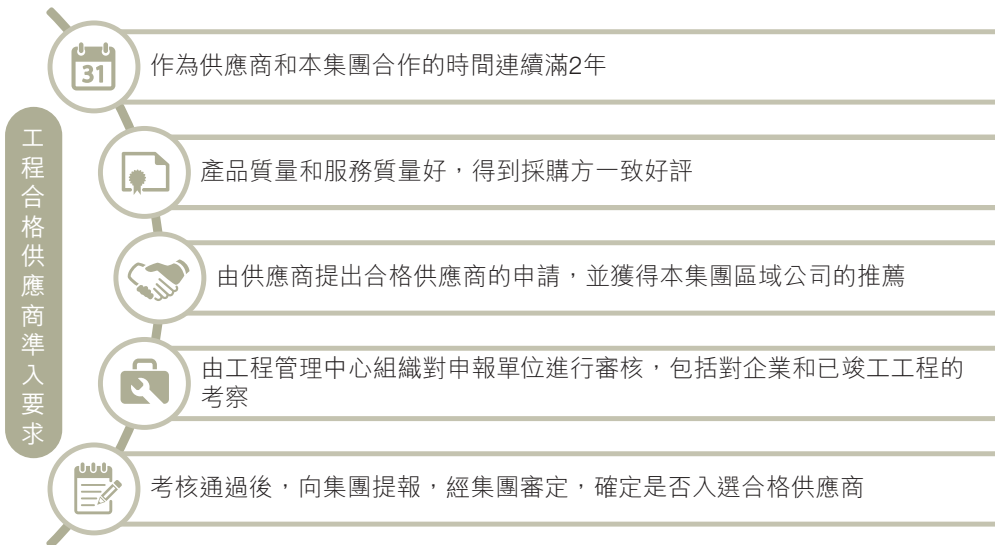 工程合格供應商準入要求
31
作為供應商和本集團合作的時間連續滿2年
產品質量和服務質量好，得到採購方一致好評
由供應商提出合格供應商的申請，並獲得本集團區域公司的推薦
由工程管理中心組織對申報單位進行審核，包括對企業和已竣工工程的
考察
考核通過後，向集團提報，經集團審定，確定是否入選合格供應商